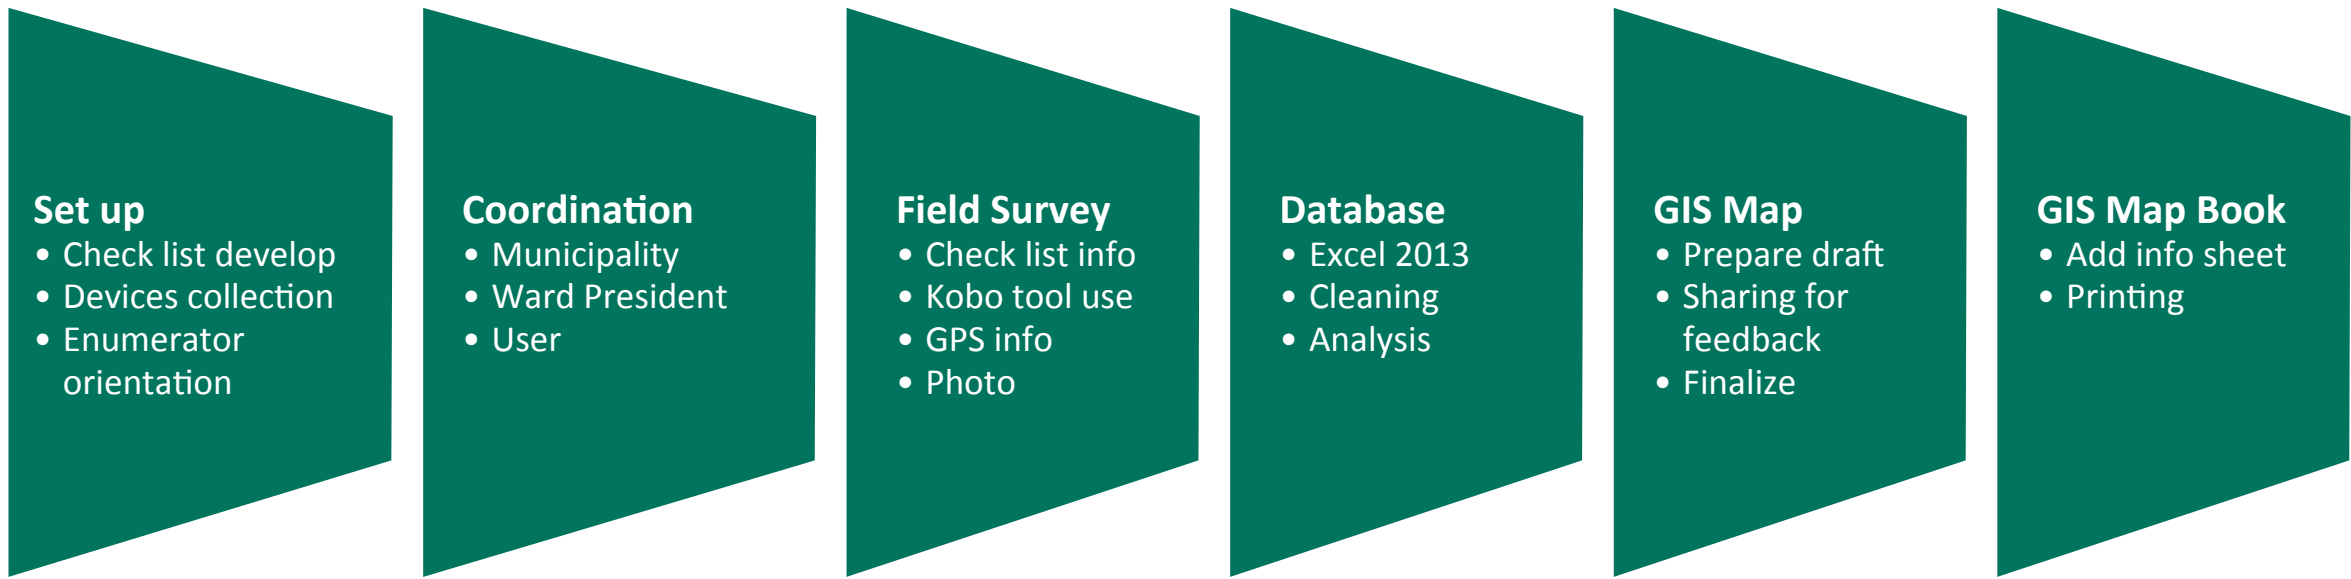 Set up
• Check list develop
• Devices collection
• Enumerator
orientation
Coordination
• Municipality
• Ward President
• User
Field Survey
• Check list info
• Kobo tool use
• GPS info
• Photo
Database
• Excel 2013
• Cleaning
• Analysis
GIS Map
• Prepare draft
• Sharing for
feedback
• Finalize
GIS Map Book
• Add info sheet
• Printing